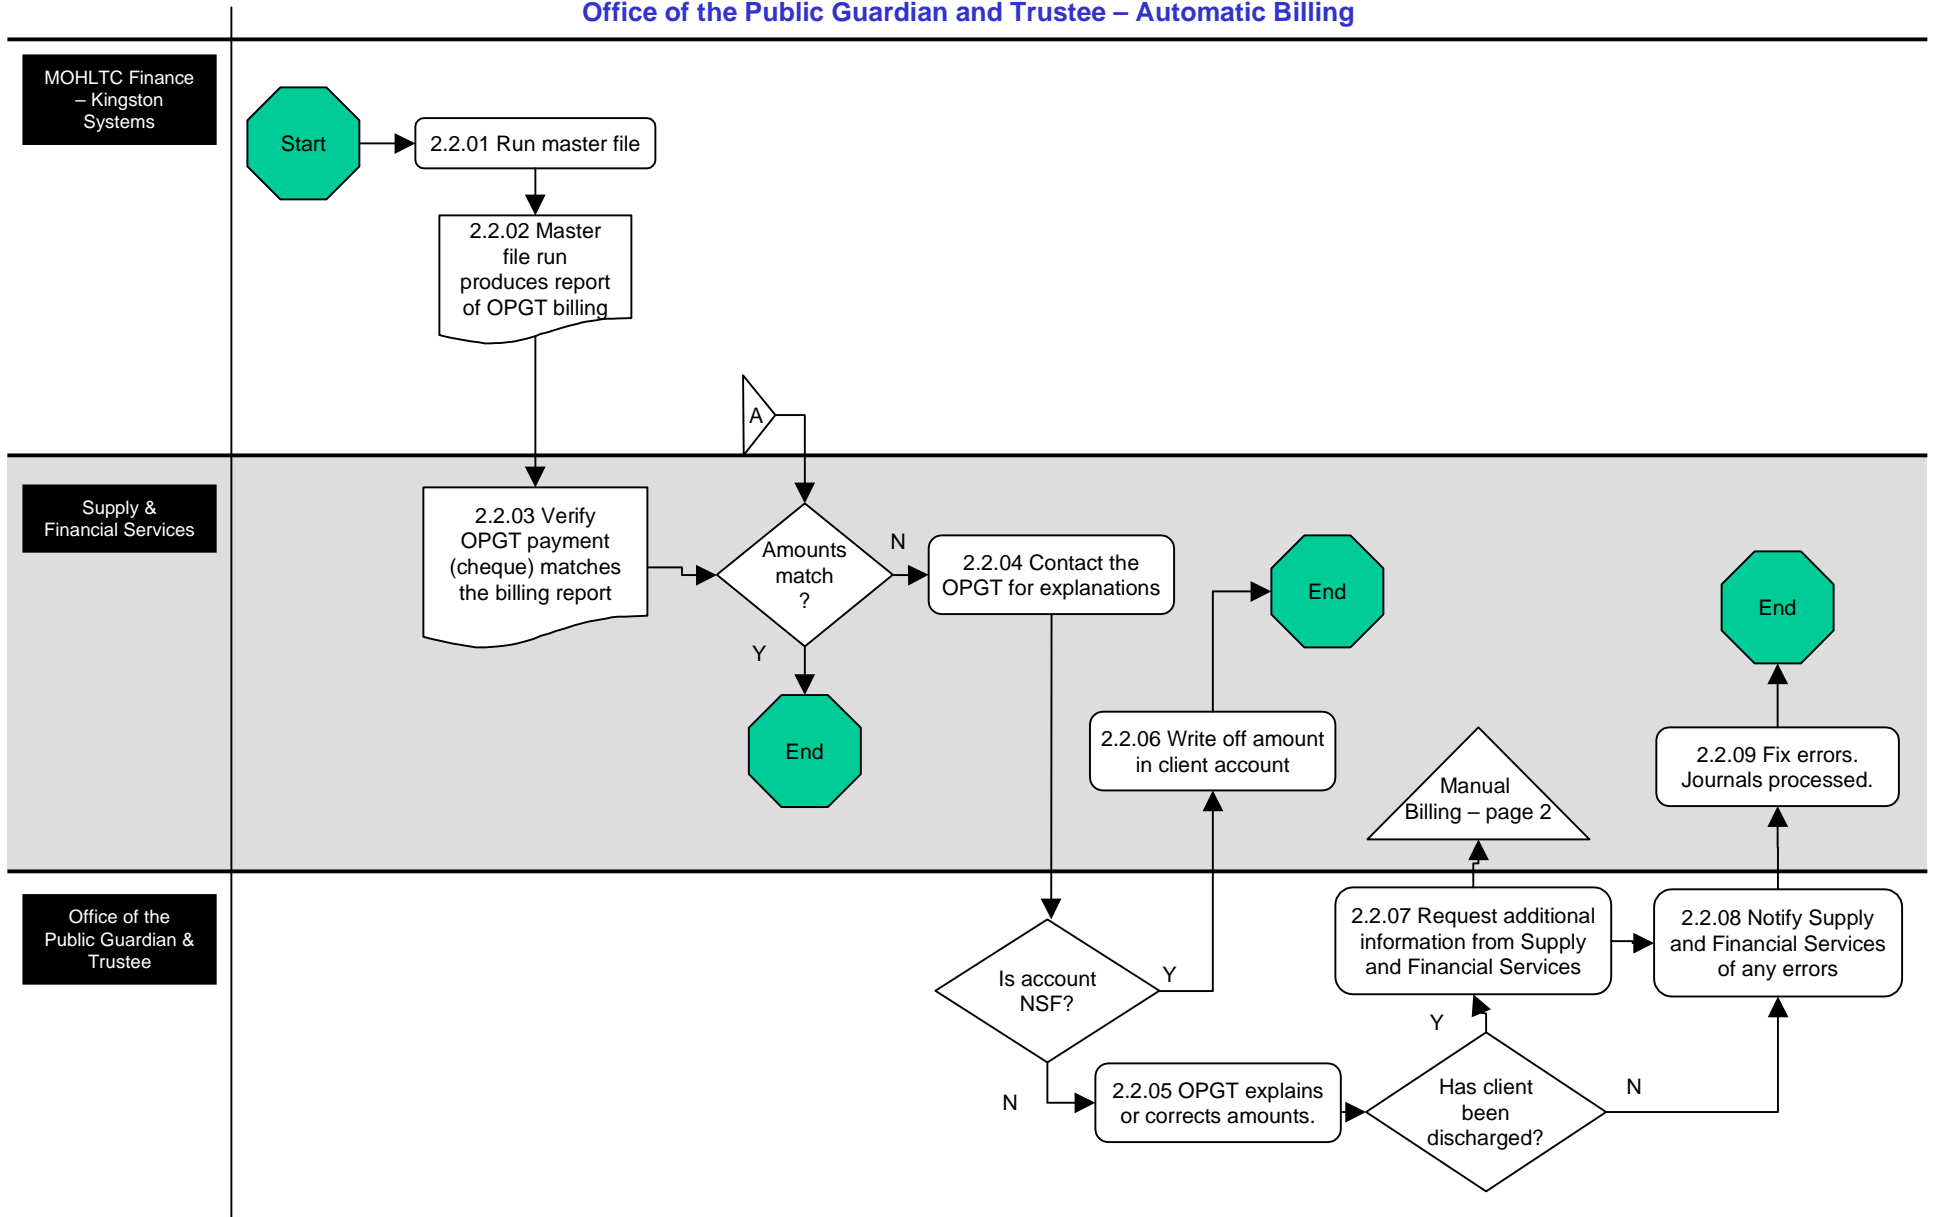 Office of the Public Guardian and Trustee – Automatic Billing
MOHLTC Finance
– Kingston
Systems
Start
2.2.01 Run master file
2.2.02 Master
file run
produces report
of OPGT billing
A
Supply &
Financial Services
2.2.03 Verify
OPGT payment
(cheque) matches
the billing report
Amounts
match
?
N
Y
End
2.2.04 Contact the
OPGT for explanations
End
2.2.06 Write off amount
in client account
Manual
Billing – page 2
End
2.2.09 Fix errors.
Journals processed.
Office of the
Public Guardian &
Trustee
Is account
NSF?
Y
N
2.2.05 OPGT explains
or corrects amounts.
2.2.07 Request additional
information from Supply
and Financial Services
2.2.08 Notify Supply
and Financial Services
of any errors
Y
Has client
been
discharged?
N